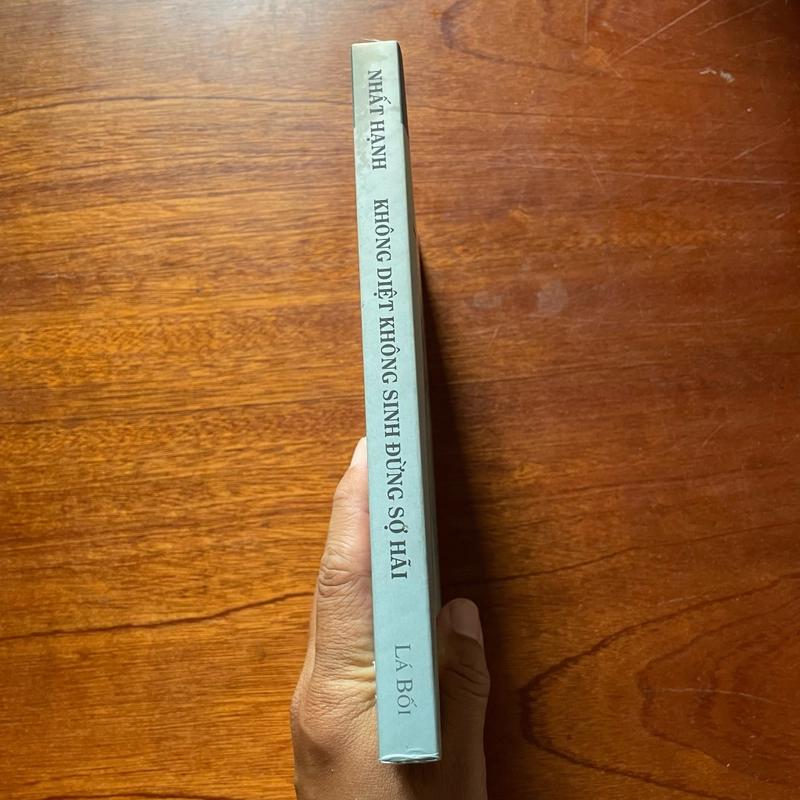 NHẤT HẠNH
KHÔNG DIỆT KHÔNG SINH ĐỪNG SỢ HÃI
LÁ BỐI